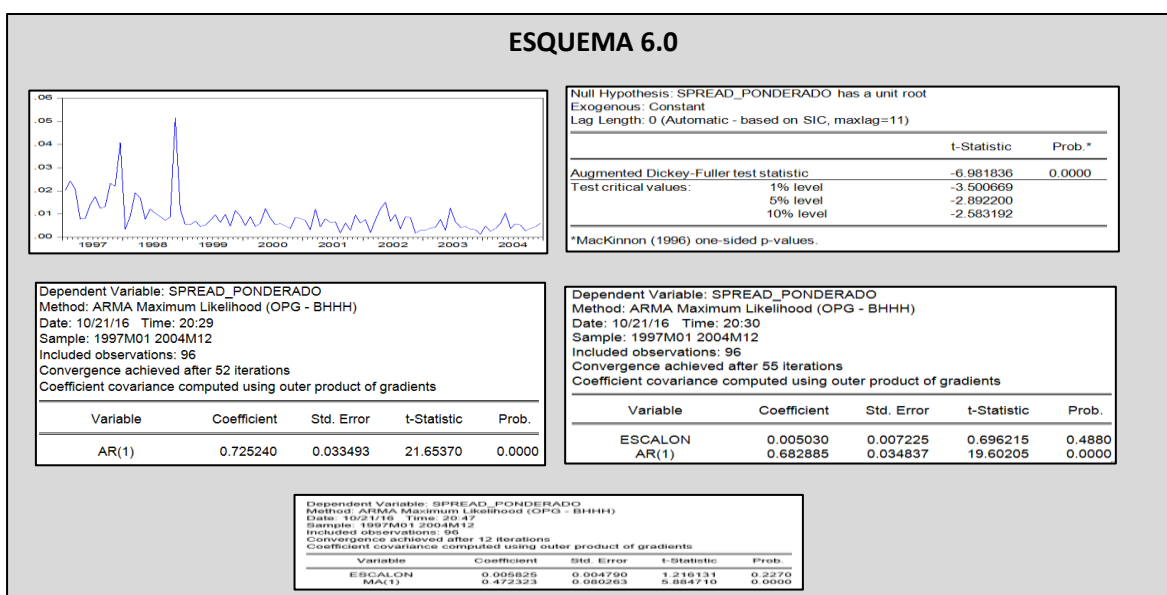 ESQUEMA 6.0
.06
.05
.04
.03
.02
.01
.00
1997 1998 1999 2000 2001 2002 2003 2004
Null Hypothesis: SPREAD_PONDERADO has a unit root
Exogenous: Constant
Lag Length: 0 (Automatic - based on SIC, maxlag=11)
t-Statistic Prob.*
Augmented Dickey-Fuller test statistic -6.981836 0.0000
Test critical values: 1% level -3.500669
5% level -2.892200
10% level -2.583192
*MacKinnon (1996) one-sided p-values.
Dependent Variable: SPREAD_PONDERADO
Method: ARMA Maximum Likelihood (OPG - BHHH)
Date: 10/21/16 Time: 20:29
Sample: 1997M01 2004M12
Included observations: 96
Convergence achieved after 52 iterations
Coefficient covariance computed using outer product of gradients
Variable Coefficient Std. Error t-Statistic Prob.
AR(1) 0.725240 0.033493 21.65370 0.0000
Dependent Variable: SPREAD_PONDERADO
Method: ARMA Maximum Likelihood (OPG - BHHH)
Date: 10/21/16 Time: 20:30
Sample: 1997M01 2004M12
Included observations: 96
Convergence achieved after 55 iterations
Coefficient covariance computed using outer product of gradients
Variable Coefficient Std. Error t-Statistic Prob.
ESCALON 0.005030 0.007225 0.696215 0.4880
AR(1) 0.682885 0.034837 19.60205 0.0000
Dependent Variable: SPREAD_PONDERADO
Method: ARMA Maximum Likelihood (OPG - BHHH)
Date: 10/21/16 Time: 20:47
Sample: 1997M01 2004M12
Included observations: 96
Convergence achieved after 12 iterations
Coefficient covariance computed using outer product of gradients
Variable Coefficient Std. Error t-Statistic Prob.
ESCALON 0.005825 0.004790 1.216131 0.2270
MA(1) 0.472323 0.080263 5.884710 0.0000